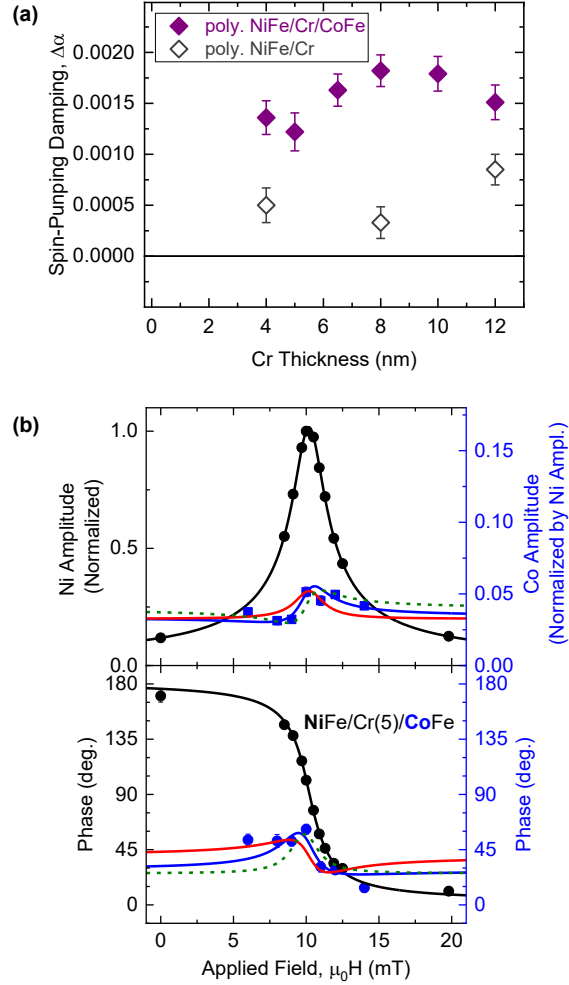 (a)
poly. NiFe/Cr/CoFe
poly. NiFe/Cr
Spin-Punping Damping, Δα
0.0020
0.0015
0.0010
0.0005
0.0000
0 2 4 6 8 10 12
Cr Thickness (nm)
(b)
Ni Amplitude
(Normalized)
1.0
0.5
0.0
0.15
0.10
0.05
0.00
Co Amplitude
(Normalized by Ni Ampl.)
NiFe/Cr(5)/CoFe
Phase (deg.)
180
135
90
45
0
180
135
90
45
0
Phase (deg.)
0 5 10 15 20
Applied Field, μ0H (mT)